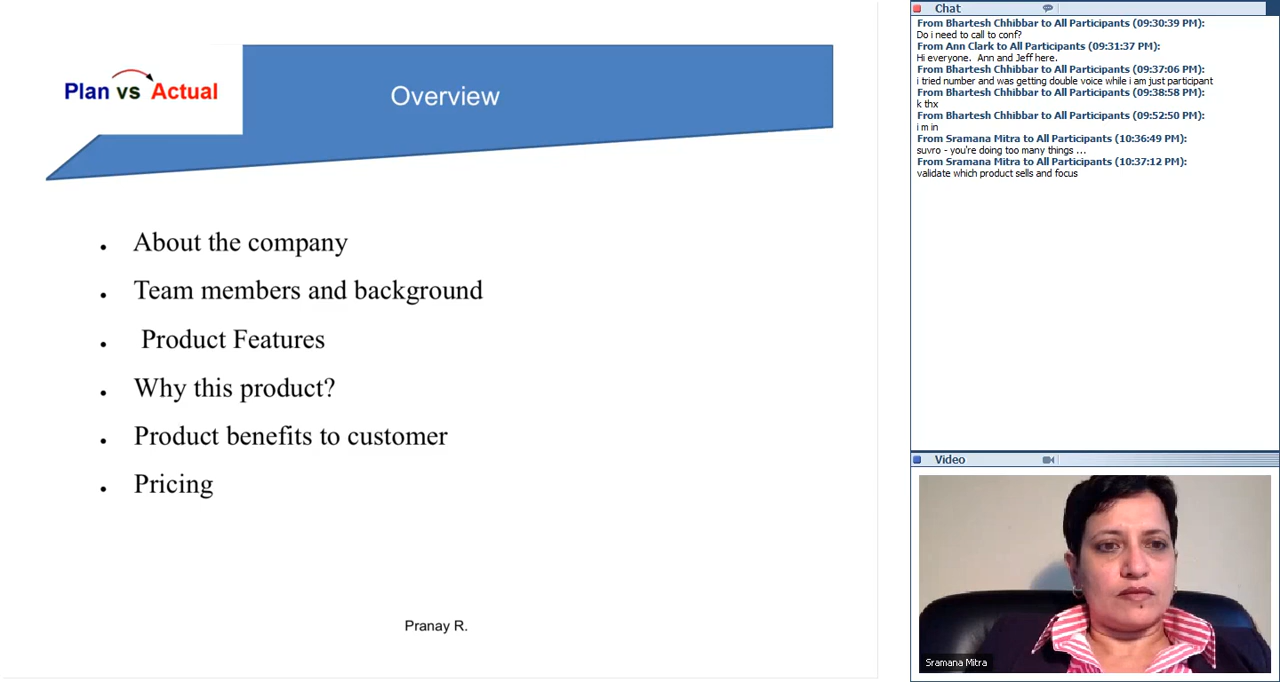 Plan vs Actual
Overview
About the company
Team members and background
Product Features
Why this product?
Product benefits to customer
Pricing
Pranay R.
Chat
From Bhartesh Chhibbar to All Participants (09:30:39 PM):
Do i need to call to conf?
From Ann Clark to All Participants (09:31:37 PM):
Hi everyone.  Ann and Jeff here.
From Bhartesh Chhibbar to All Participants (09:37:06 PM):
i tried number and was getting double voice while i am just participant
From Bhartesh Chhibbar to All Participants (09:38:58 PM):
k thx
From Bhartesh Chhibbar to All Participants (09:52:50 PM):
i m in
From Sramana Mitra to All Participants (10:36:49 PM):
suvro - you're doing too many things ...
From Sramana Mitra to All Participants (10:37:12 PM):
validate which product sells and focus
Video
Sramana Mitra